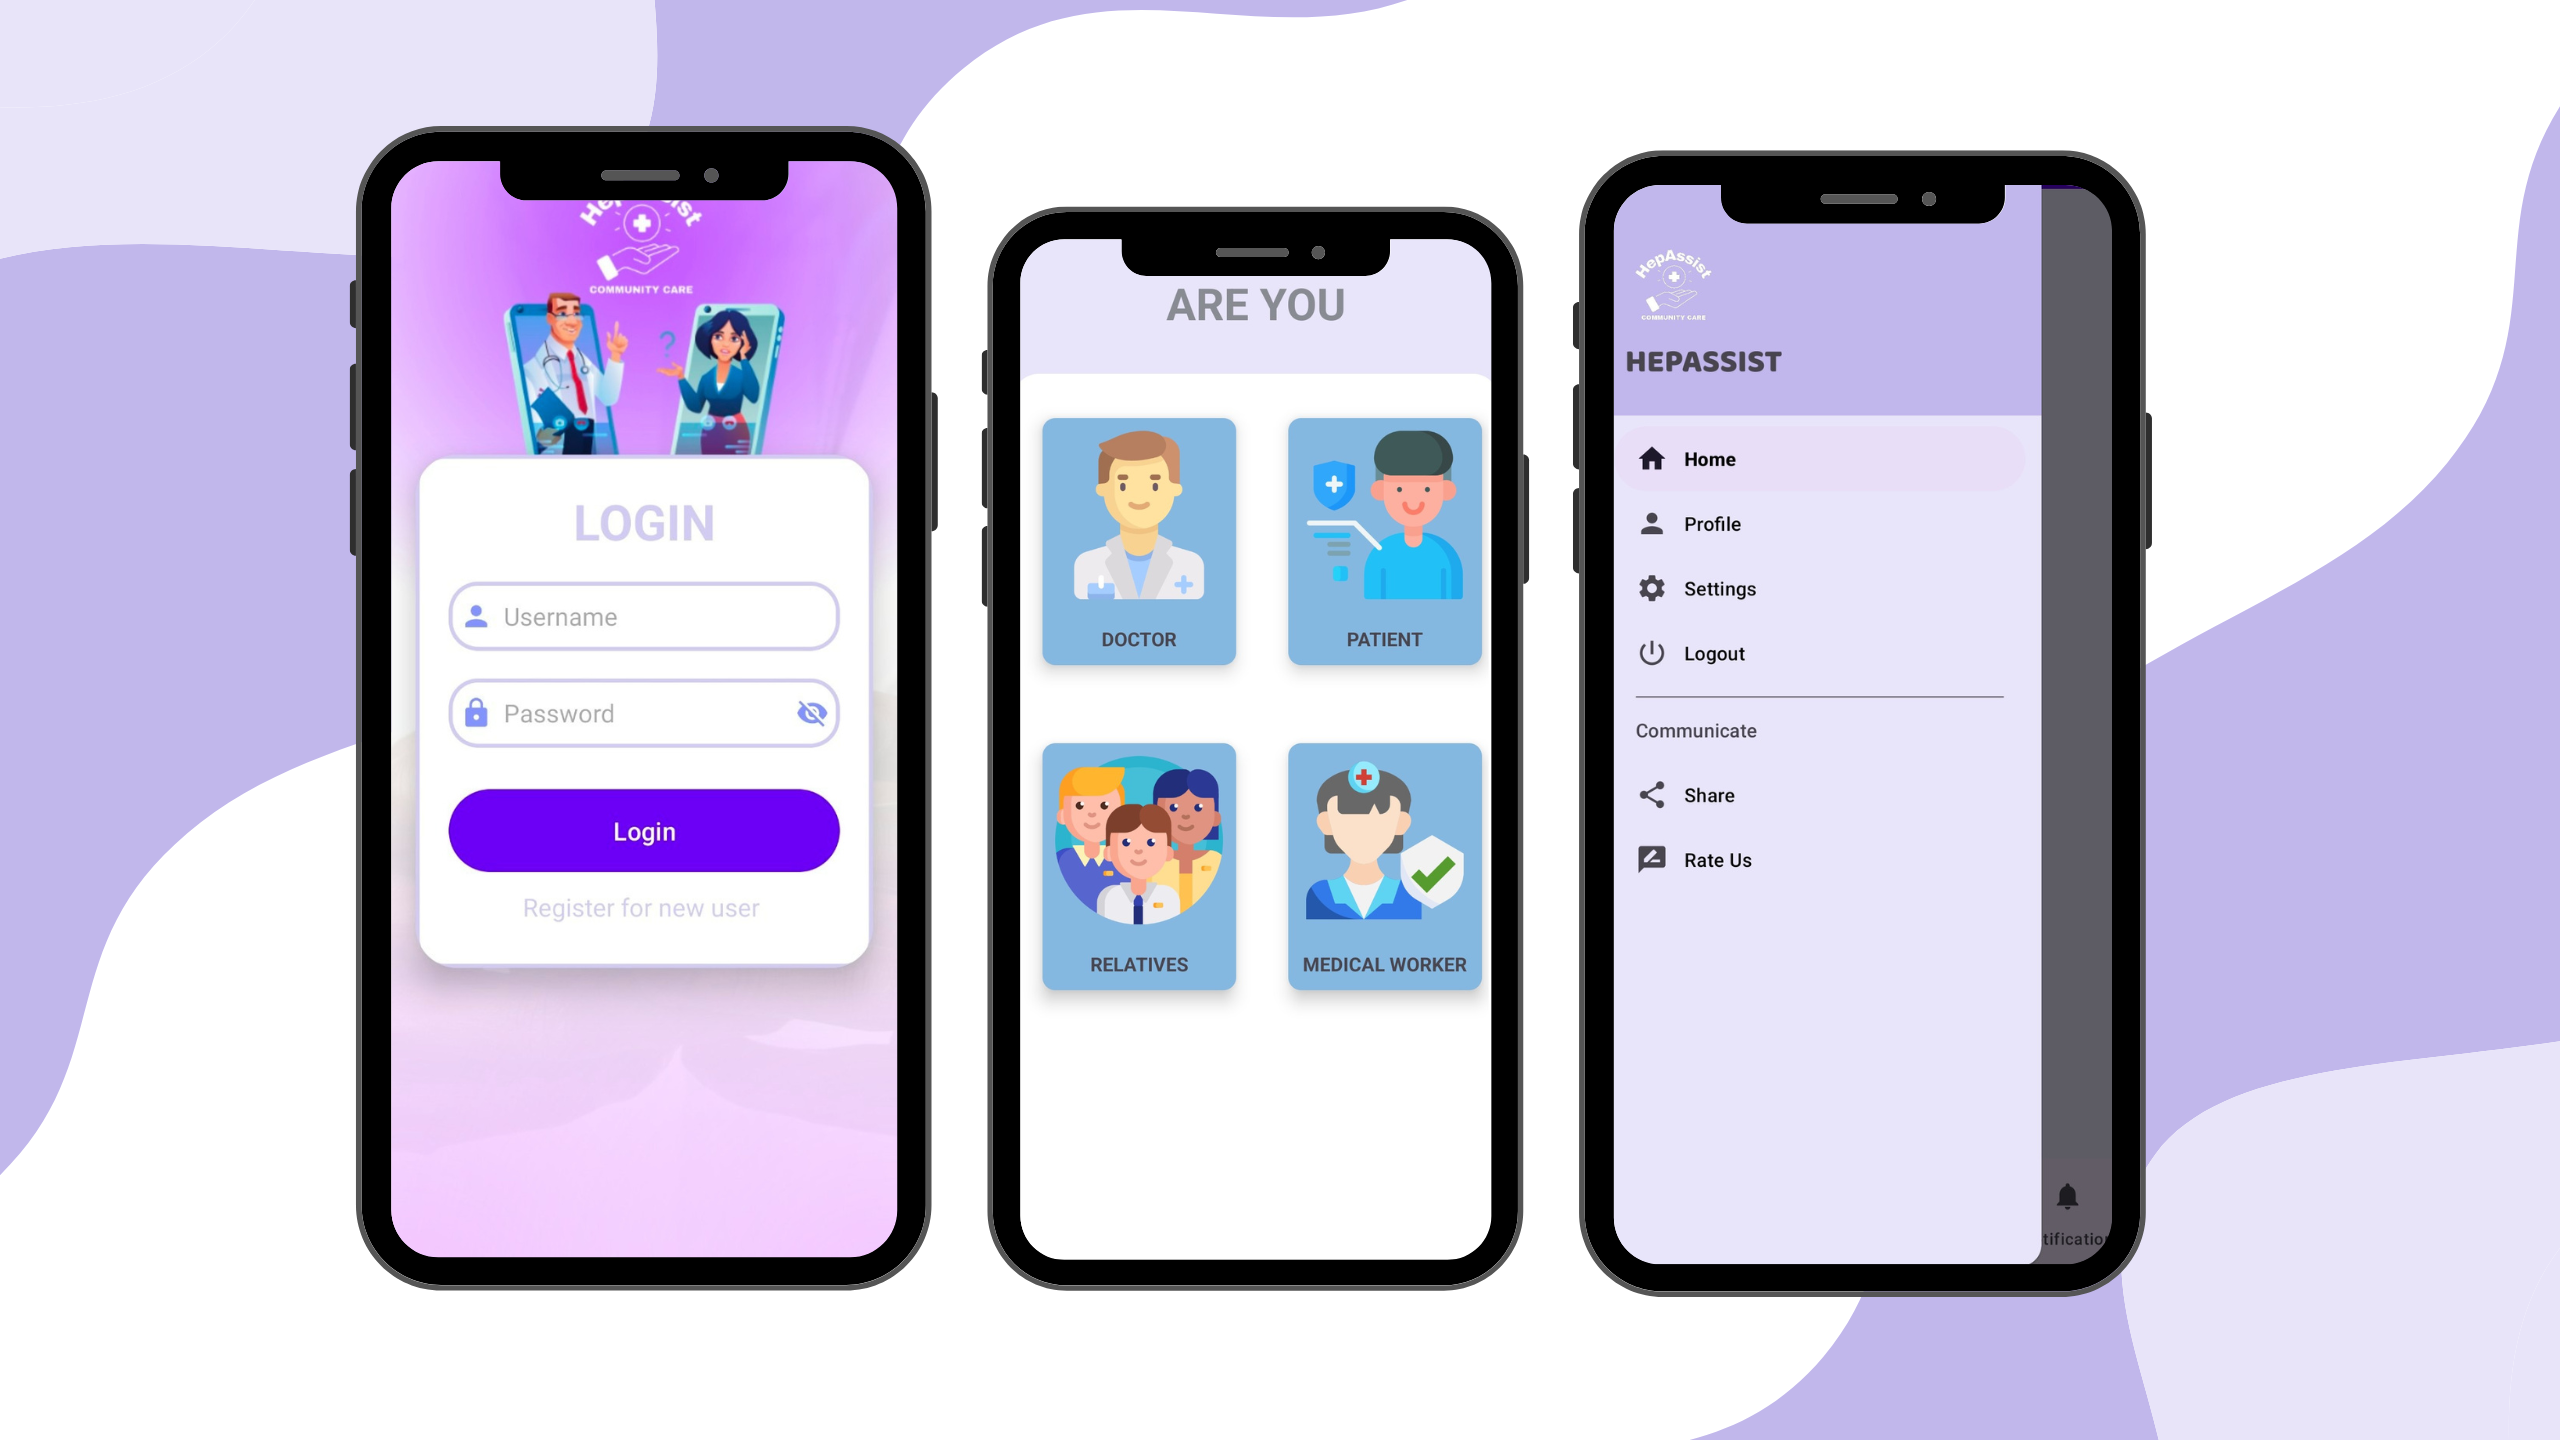 COMMUNITY CARE
LOGIN
Username
Password
Login
Register for new user
ARE YOU
DOCTOR
PATIENT
RELATIVES
MEDICAL WORKER
HepAssist
COMMUNITY CARE
HEPASSIST
Home
Profile
Settings
Logout
Communicate
Share
Rate Us